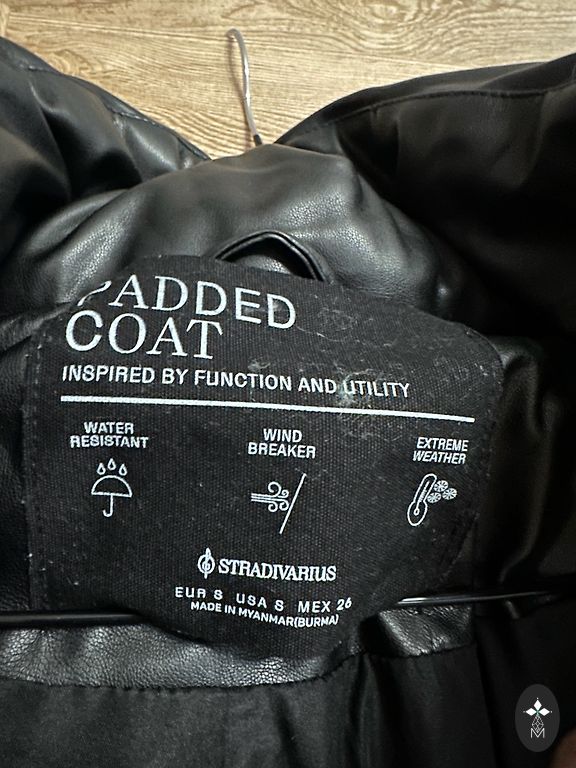 PADDED
COAT
INSPIRED BY FUNCTION AND UTILITY
WATER
RESISTANT
WIND
BREAKER
EXTREME
WEATHER
STRADIVARIUS
EUR S USA S MEX 26
MADE IN MYANMAR(BURMA)